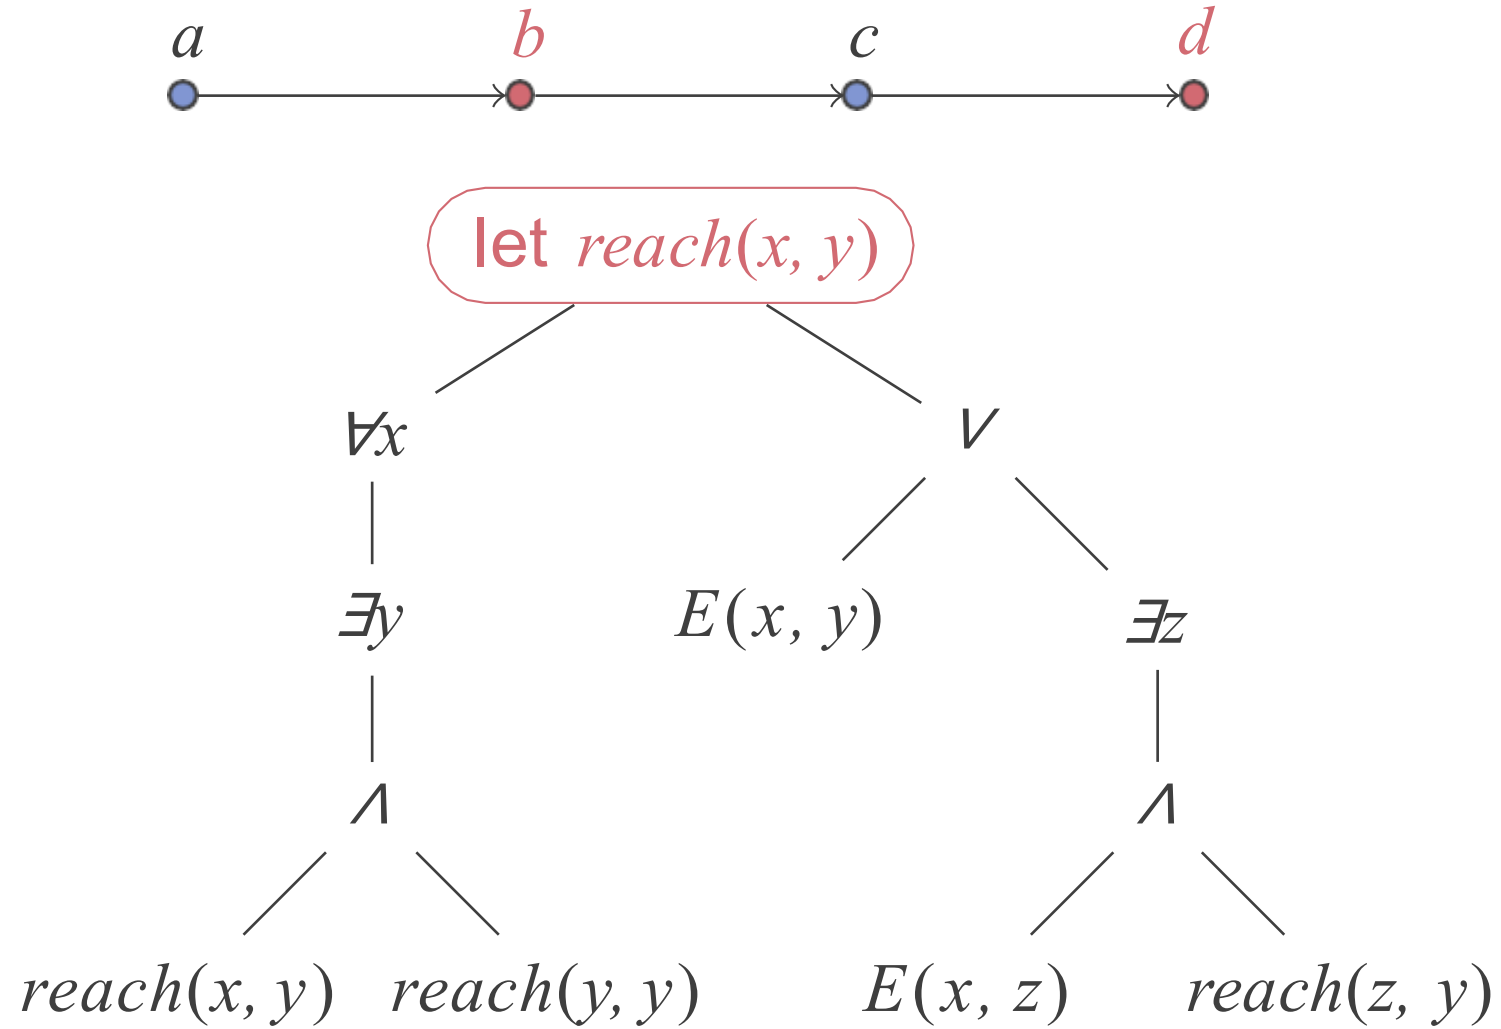 a b c d
let reach(x, y)
∀x ∨
∃y E(x, y) ∃z
∧ ∧
reach(x, y) reach(y, y) E(x, z) reach(z, y)